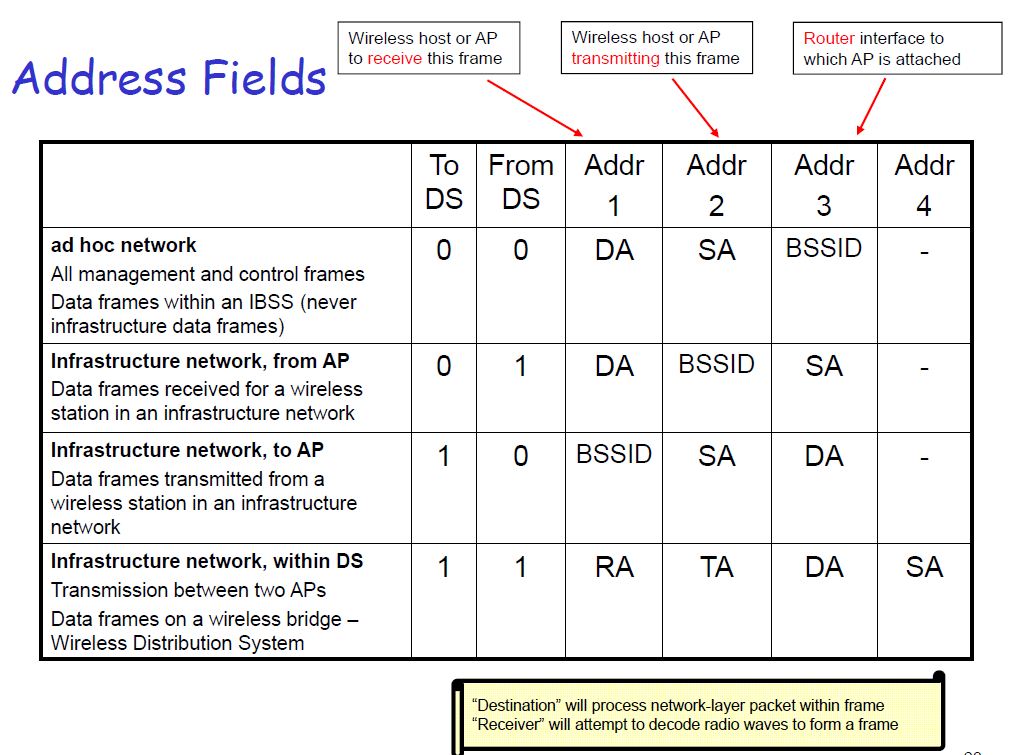 Address Fields
Wireless host or AP
to receive this frame
Wireless host or AP
transmitting this frame
Router interface to
which AP is attached
To
DS
From
DS
Addr
1
Addr
2
Addr
3
Addr
4
ad hoc network
All management and control frames
Data frames within an IBSS (never
infrastructure data frames)
0
0
DA
SA
BSSID
-
Infrastructure network, from AP
Data frames received for a wireless
station in an infrastructure network
0
1
DA
BSSID
SA
-
Infrastructure network, to AP
Data frames transmitted from a
wireless station in an infrastructure
network
1
0
BSSID
SA
DA
-
Infrastructure network, within DS
Transmission between two APs
Data frames on a wireless bridge –
Wireless Distribution System
1
1
RA
TA
DA
SA
“Destination” will process network-layer packet within frame
“Receiver” will attempt to decode radio waves to form a frame